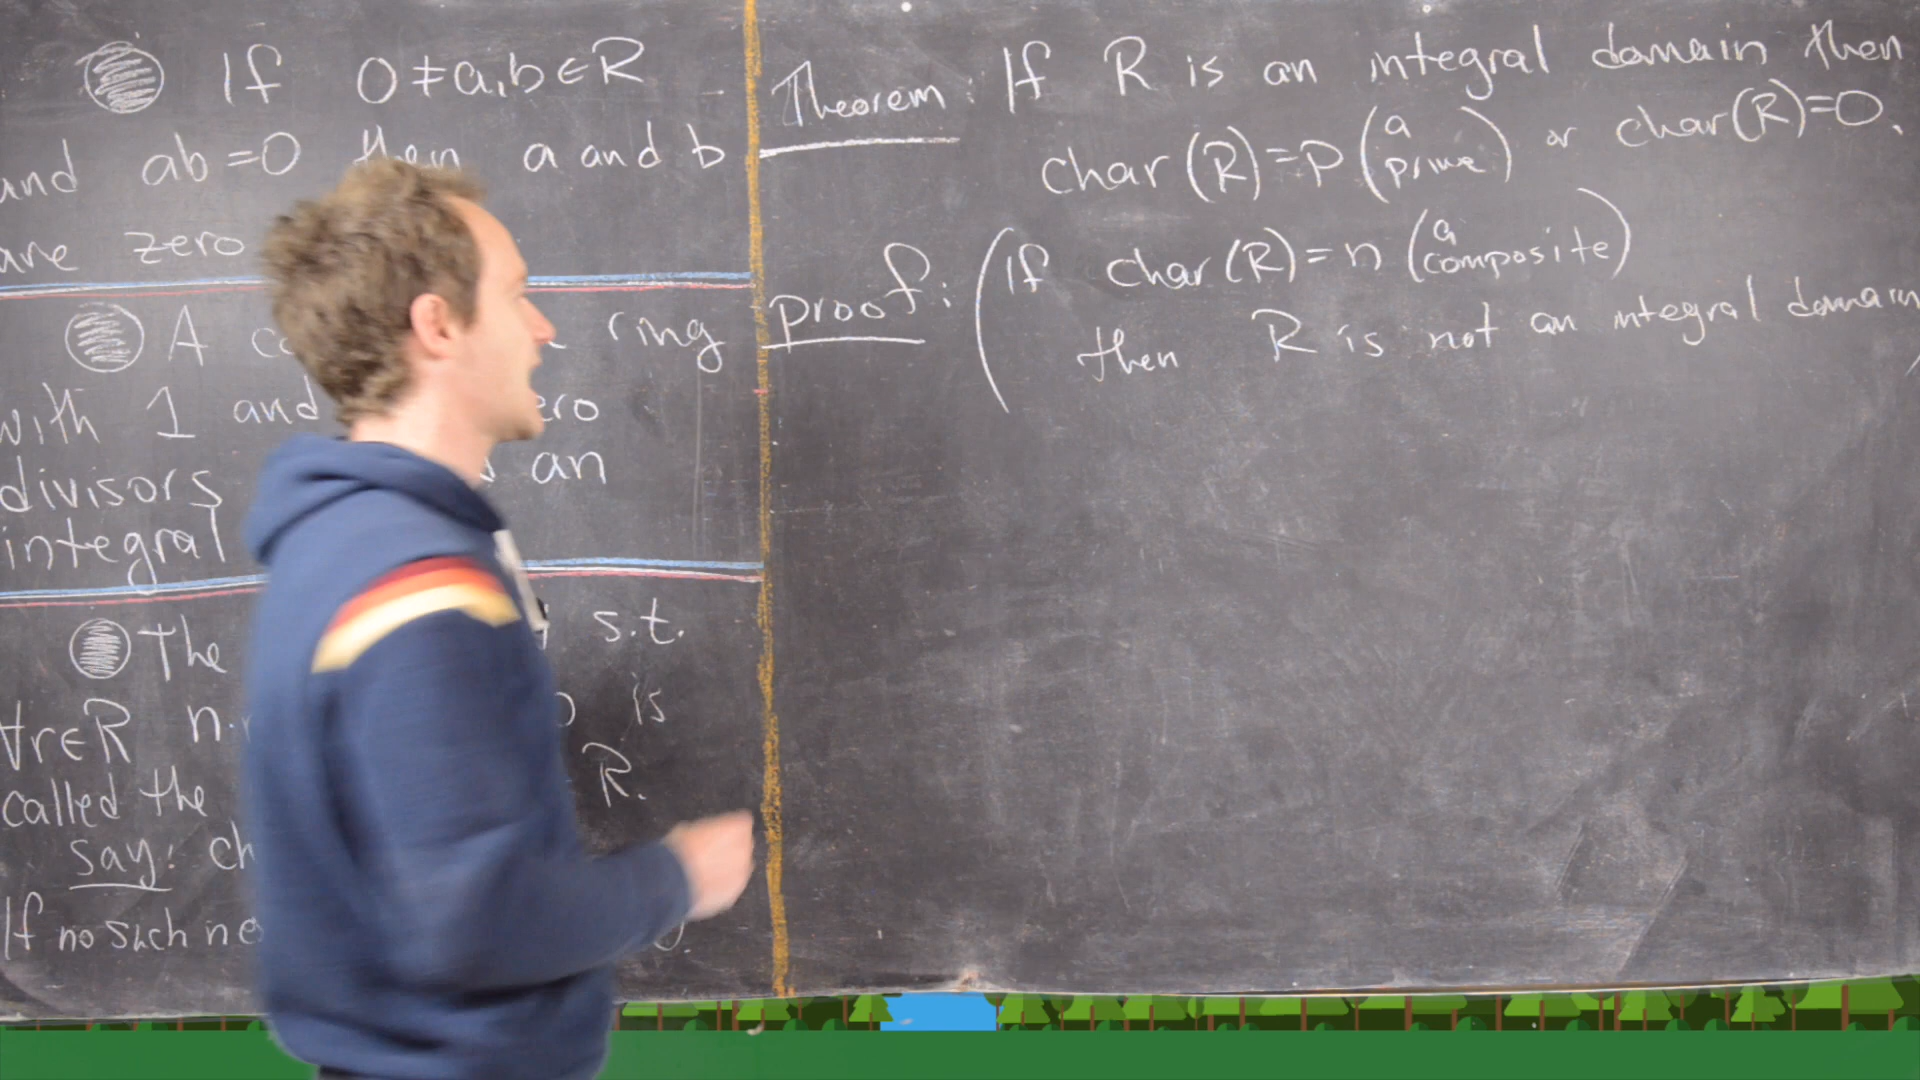 If 0≠a,b∈R
and ab=0 then a and b
are zero
A ring
with 1 and
divisors an
integral
The s.t.
∀r∈R n· is
called the R.
say:
If no such
Theorem: If R is an integral domain then
char(R)=p (a prime) or char(R)=0.
proof: (If char(R)=n (a composite)
then R is not an integral domain